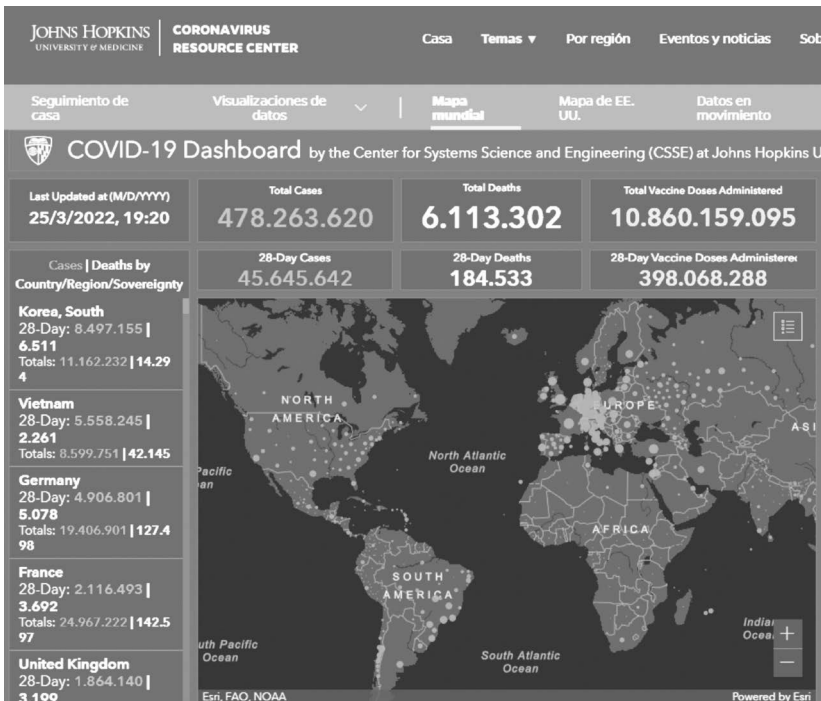 JOHNS HOPKINS
UNIVERSITY & MEDICINE
CORONAVIRUS
RESOURCE CENTER
Casa
Temas ▼
Por región
Eventos y noticias
Sob
Seguimiento de
casa
Visualizaciones de
datos
Mapa
mundial
Mapa de EE.
UU.
Datos en
movimiento
COVID-19 Dashboard by the Center for Systems Science and Engineering (CSSE) at Johns Hopkins U
Last Updated at (M/D/YYYY)
25/3/2022, 19:20
Total Cases
478.263.620
Total Deaths
6.113.302
Total Vaccine Doses Administered
10.860.159.095
28-Day Cases
45.645.642
28-Day Deaths
184.533
28-Day Vaccine Doses Administered
398.068.288
Cases | Deaths by
Country/Region/Sovereignty
Korea, South
28-Day: 8.497.155 |
6.511
Totals: 11.162.232 | 14.29
4
Vietnam
28-Day: 5.558.245 |
2.261
Totals: 8.599.751 | 42.145
Germany
28-Day: 4.906.801 |
5.078
Totals: 19.406.901 | 127.4
98
France
28-Day: 2.116.493 |
3.692
Totals: 24.967.222 | 142.5
97
United Kingdom
28-Day: 1.864.140 |
3.199
NORTH
AMERICA
EUROPE
ASI
North Atlantic
Ocean
Pacific
an
AFRICA
SOUTH
AMERICA
uth Pacific
Ocean
South Atlantic
Ocean
Indian
Ocea
+
−
Esri, FAO, NOAA
Powered by Esri